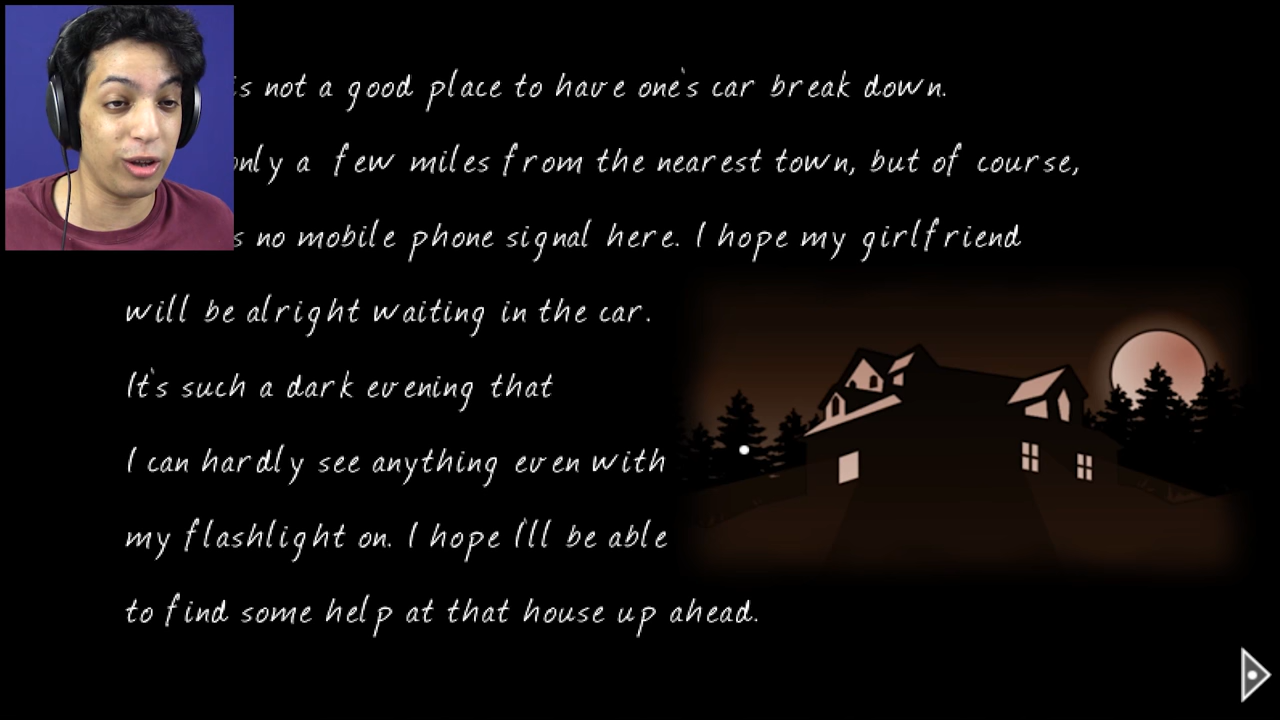 is not a good place to have one's car break down.
only a few miles from the nearest town, but of course,
no mobile phone signal here. I hope my girlfriend
will be alright waiting in the car.
It's such a dark evening that
I can hardly see anything even with
my flashlight on. I hope I'll be able
to find some help at that house up ahead.